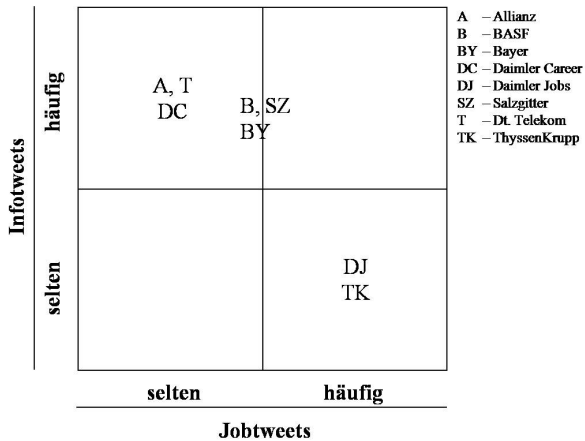 Infotweets
häufig
selten
A, T
DC
B, SZ
BY
DJ
TK
selten
häufig
Jobtweets
A – Allianz
B – BASF
BY – Bayer
DC – Daimler Career
DJ – Daimler Jobs
SZ – Salzgitter
T – Dt. Telekom
TK – ThyssenKrupp